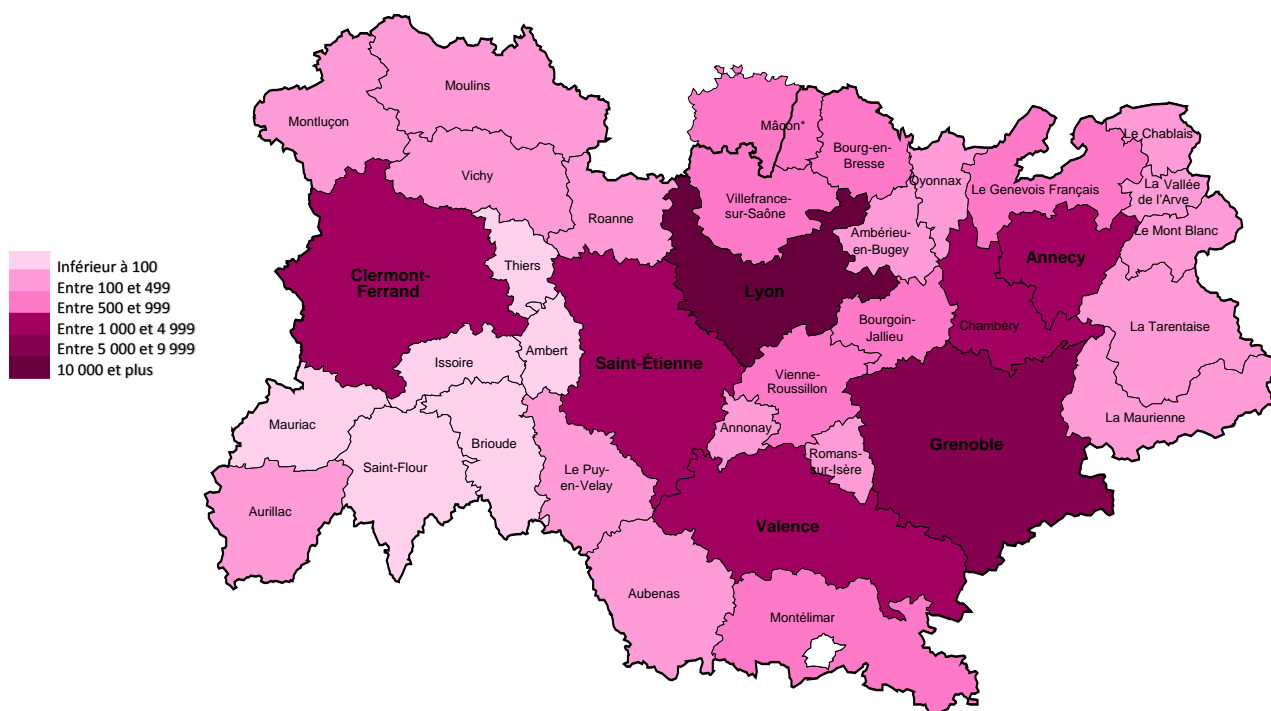 Moulins
Montluçon
Mâcon*
Le Chablais
Bourg-en-
Bresse
Vichy
Oyonnax
Le Genevois Français
La Vallée
de l'Arve
Villefrance-
sur-Saône
Roanne
Ambérieu-
en-Bugey
Le Mont Blanc
Thiers
Annecy
Clermont-
Ferrand
Lyon
Inférieur à 100
Entre 100 et 499
Entre 500 et 999
Entre 1 000 et 4 999
Entre 5 000 et 9 999
10 000 et plus
Bourgoin-
Jallieu
Chambéry
La Tarentaise
Ambert
Issoire
Saint-Étienne
Vienne-
Roussillon
Mauriac
Annonay
La Maurienne
Brioude
Grenoble
Romans-
sur-Isère
Saint-Flour
Le Puy-
en-Velay
Aurillac
Valence
Aubenas
Montélimar